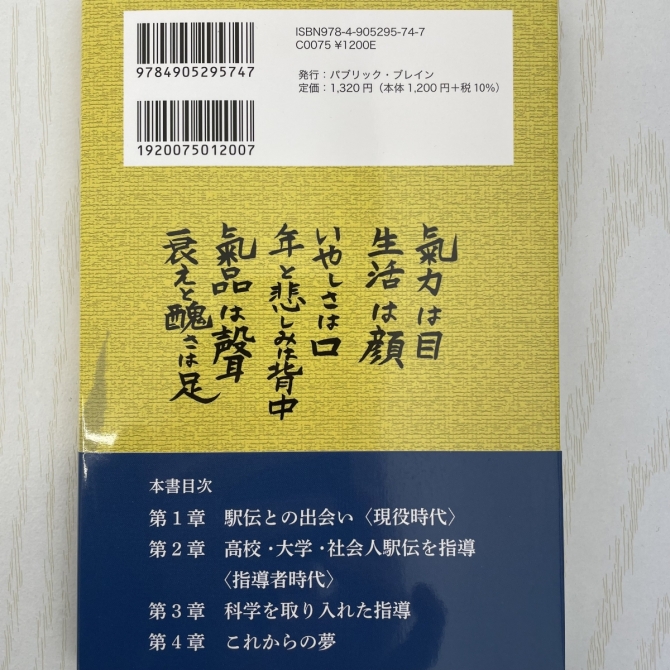 ISBN978-4-905295-74-7
C0075 ¥1200E
発行：パブリック・ブレイン
定価：1,320円（本体1,200円＋税10%）
9784905295747
1920075012007
氣力は目
生活は顔
いやしさは口
年と悲しみは背中
氣品は聲
衰えと醜さは足
本書目次
第1章 駅伝との出会い〈現役時代〉
第2章 高校・大学・社会人駅伝を指導
〈指導者時代〉
第3章 科学を取り入れた指導
第4章 これからの夢